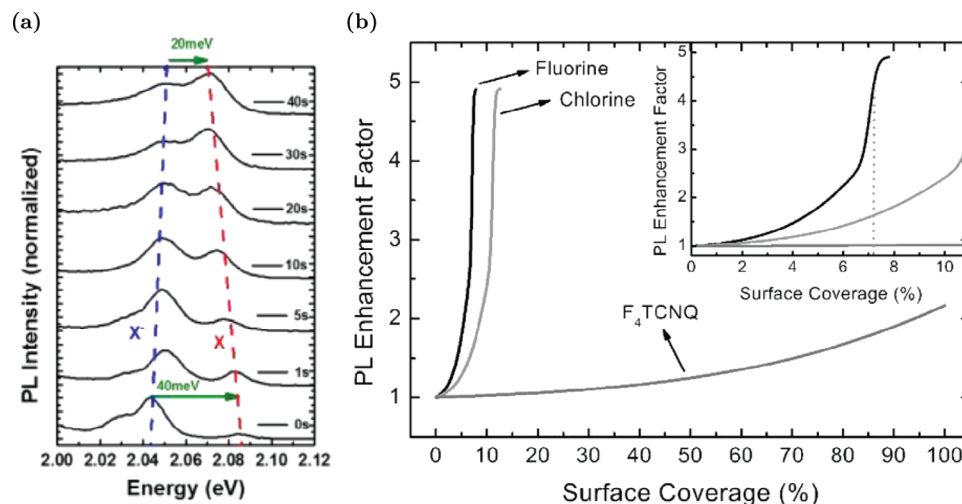 (a)
20meV
PL Intensity (normalized)
40s
30s
20s
10s
5s
X⁻
X
1s
40meV
0s
2.00 2.02 2.04 2.06 2.08 2.10 2.12
Energy (eV)
(b)
PL Enhancement Factor
5
4
3
2
1
Fluorine
Chlorine
F₄TCNQ
0 10 20 30 40 50 60 70 80 90 100
Surface Coverage (%)
PL Enhancement Factor
5
4
3
2
1
0 2 4 6 8 10
Surface Coverage (%)